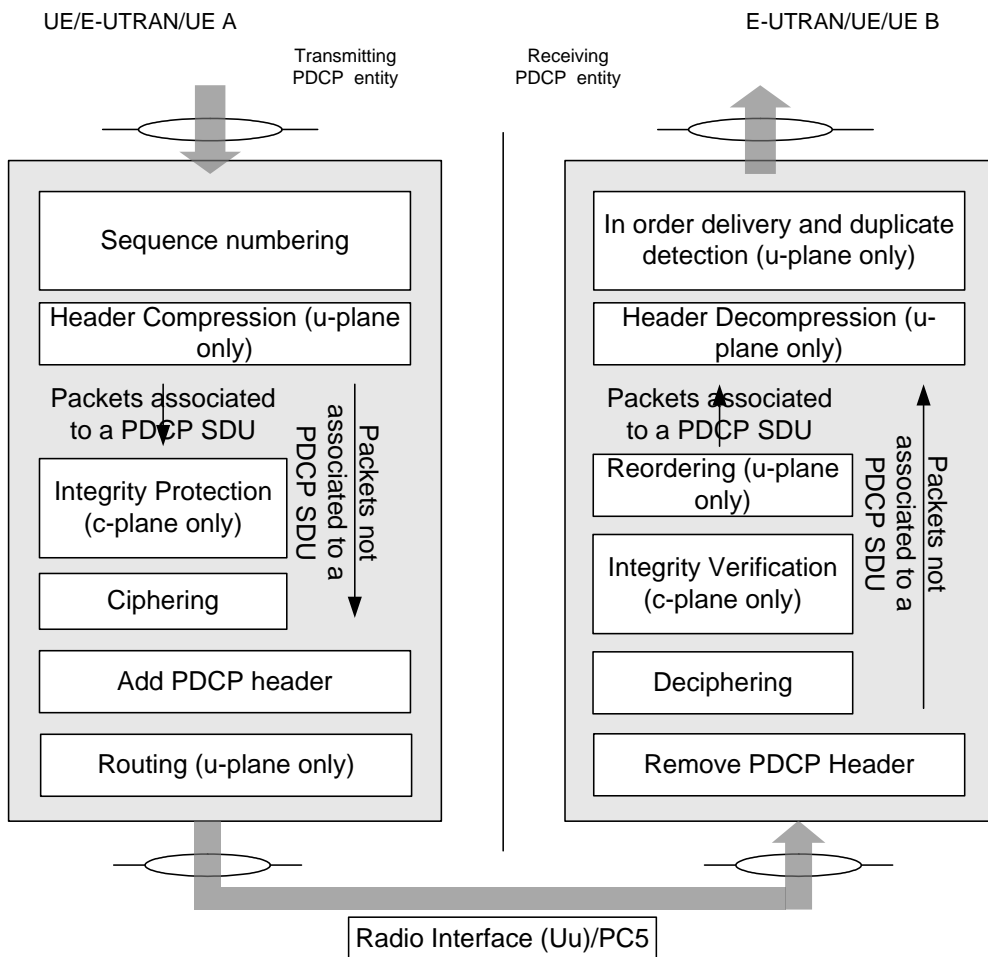 UE/E-UTRAN/UE A
E-UTRAN/UE/UE B
Transmitting
PDCP entity
Receiving
PDCP entity
Sequence numbering
Header Compression (u-plane
only)
Packets associated
to a PDCP SDU
Packets not
associated to a
PDCP SDU
Integrity Protection
(c-plane only)
Ciphering
Add PDCP header
Routing (u-plane only)
In order delivery and duplicate
detection (u-plane only)
Header Decompression (u-
plane only)
Packets associated
to a PDCP SDU
Packets not
associated to a
PDCP SDU
Reordering (u-plane
only)
Integrity Verification
(c-plane only)
Deciphering
Remove PDCP Header
Radio Interface (Uu)/PC5